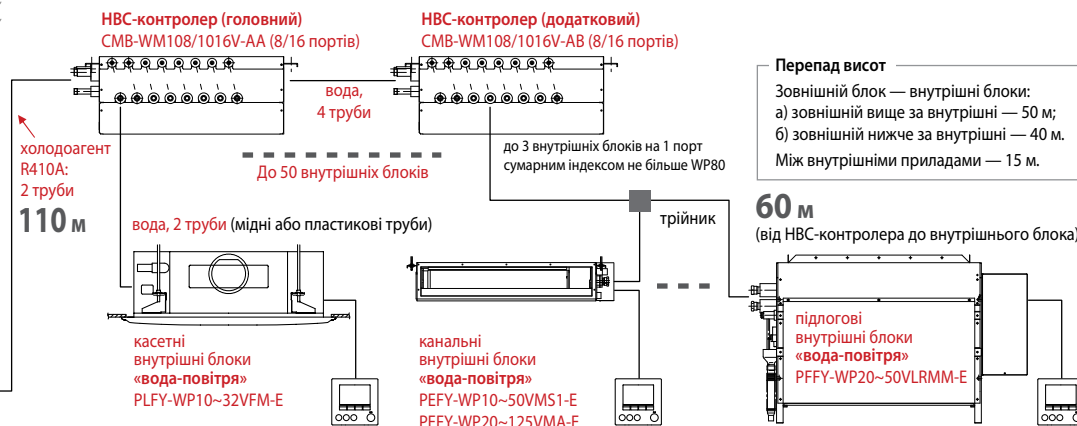 НВС-контролер (головний)
CMB-WM108/1016V-AA (8/16 портів)
НВС-контролер (додатковий)
CMB-WM108/1016V-AB (8/16 портів)
Перепад висот
Зовнішній блок — внутрішні блоки:
а) зовнішній вище за внутрішні — 50 м;
б) зовнішній нижче за внутрішні — 40 м.
Між внутрішніми приладами — 15 м.
вода,
4 труби
холодоагент
R410A:
2 труби
110 м
До 50 внутрішніх блоків
до 3 внутрішніх блоків на 1 порт
сумарним індексом не більше WP80
трійник
60 м
(від НВС-контролера до внутрішнього блока)
вода, 2 труби (мідні або пластикові труби)
касетні
внутрішні блоки
«вода-повітря»
PLFY-WP10~32VFM-E
канальні
внутрішні блоки
«вода-повітря»
PEFY-WP10~50VMS1-E
PEFY-WP20~125VMA-E
підлогові
внутрішні блоки
«вода-повітря»
PFFY-WP20~50VLRMM-E